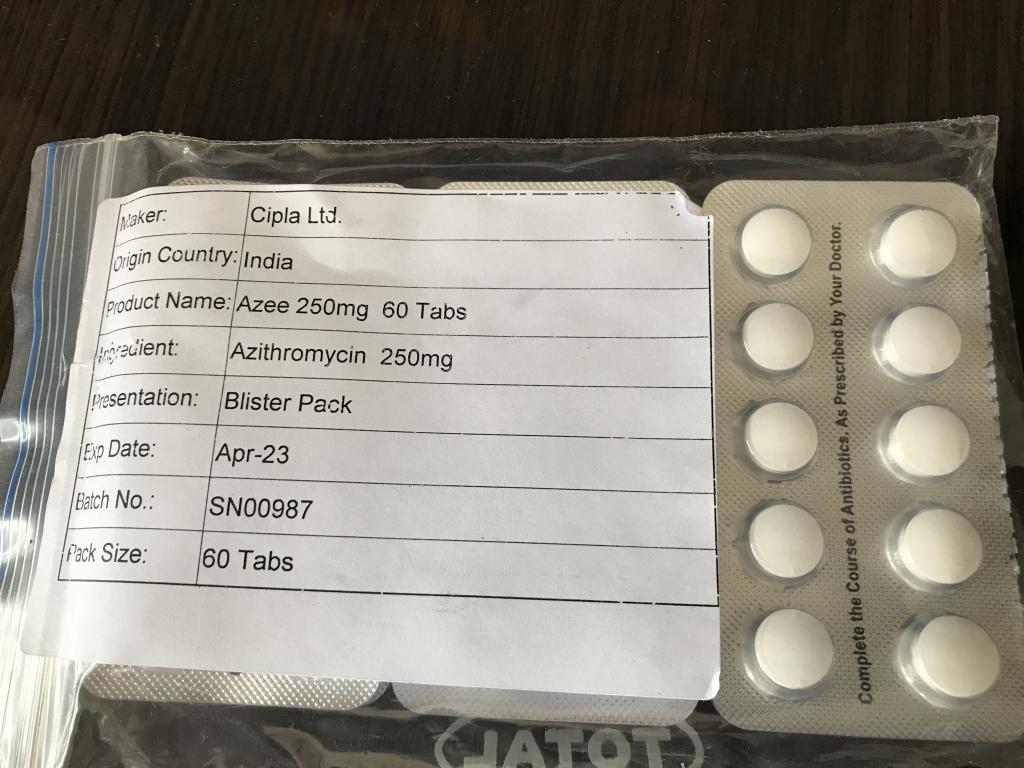 Maker: Cipla Ltd.
Origin Country: India
Product Name: Azee 250mg 60 Tabs
Ingredient: Azithromycin 250mg
Presentation: Blister Pack
Exp Date: Apr-23
Batch No.: SN00987
Pack Size: 60 Tabs
Complete the Course of Antibiotics. As Prescribed by Your Doctor.
TOTAL